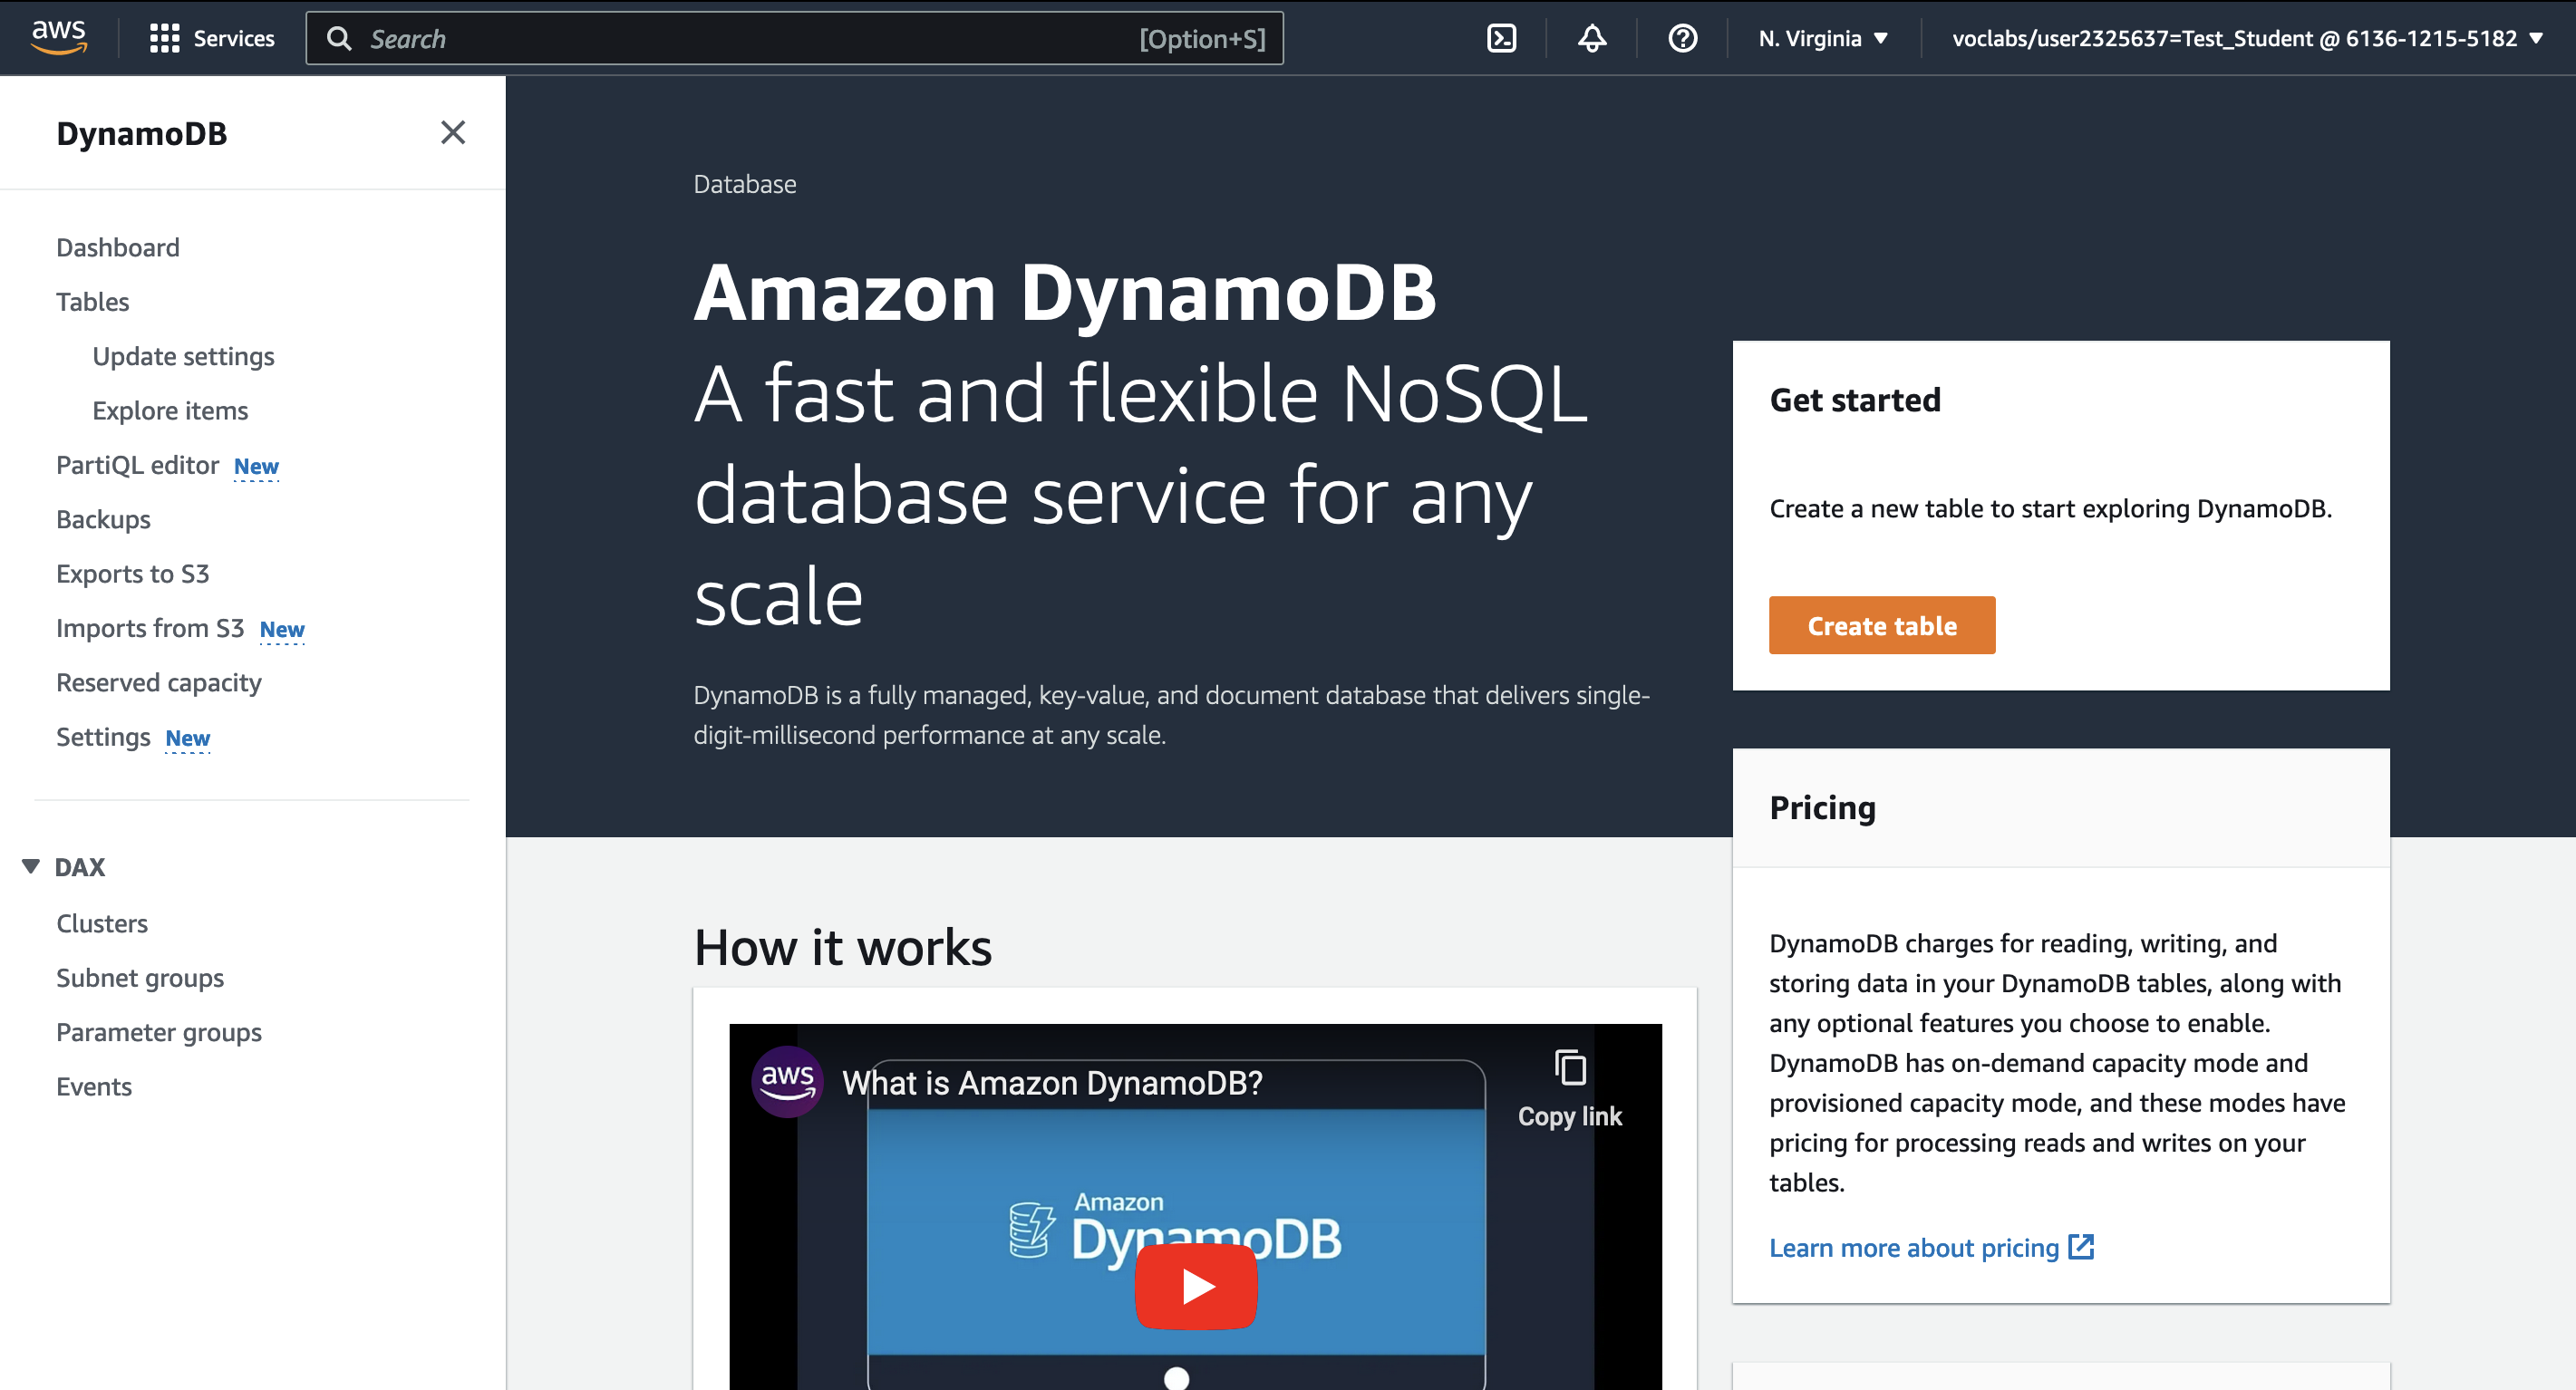 aws
Services
Search
[Option+S]
N. Virginia
voclabs/user2325637=Test_Student @ 6136-1215-5182
DynamoDB
Dashboard
Tables
Update settings
Explore items
PartiQL editor New
Backups
Exports to S3
Imports from S3 New
Reserved capacity
Settings New
DAX
Clusters
Subnet groups
Parameter groups
Events
Database
Amazon DynamoDB
A fast and flexible NoSQL
database service for any
scale
DynamoDB is a fully managed, key-value, and document database that delivers single-
digit-millisecond performance at any scale.
Get started
Create a new table to start exploring DynamoDB.
Create table
Pricing
DynamoDB charges for reading, writing, and
storing data in your DynamoDB tables, along with
any optional features you choose to enable.
DynamoDB has on-demand capacity mode and
provisioned capacity mode, and these modes have
pricing for processing reads and writes on your
tables.
Learn more about pricing
How it works
aws
What is Amazon DynamoDB?
Copy link
Amazon
DynamoDB